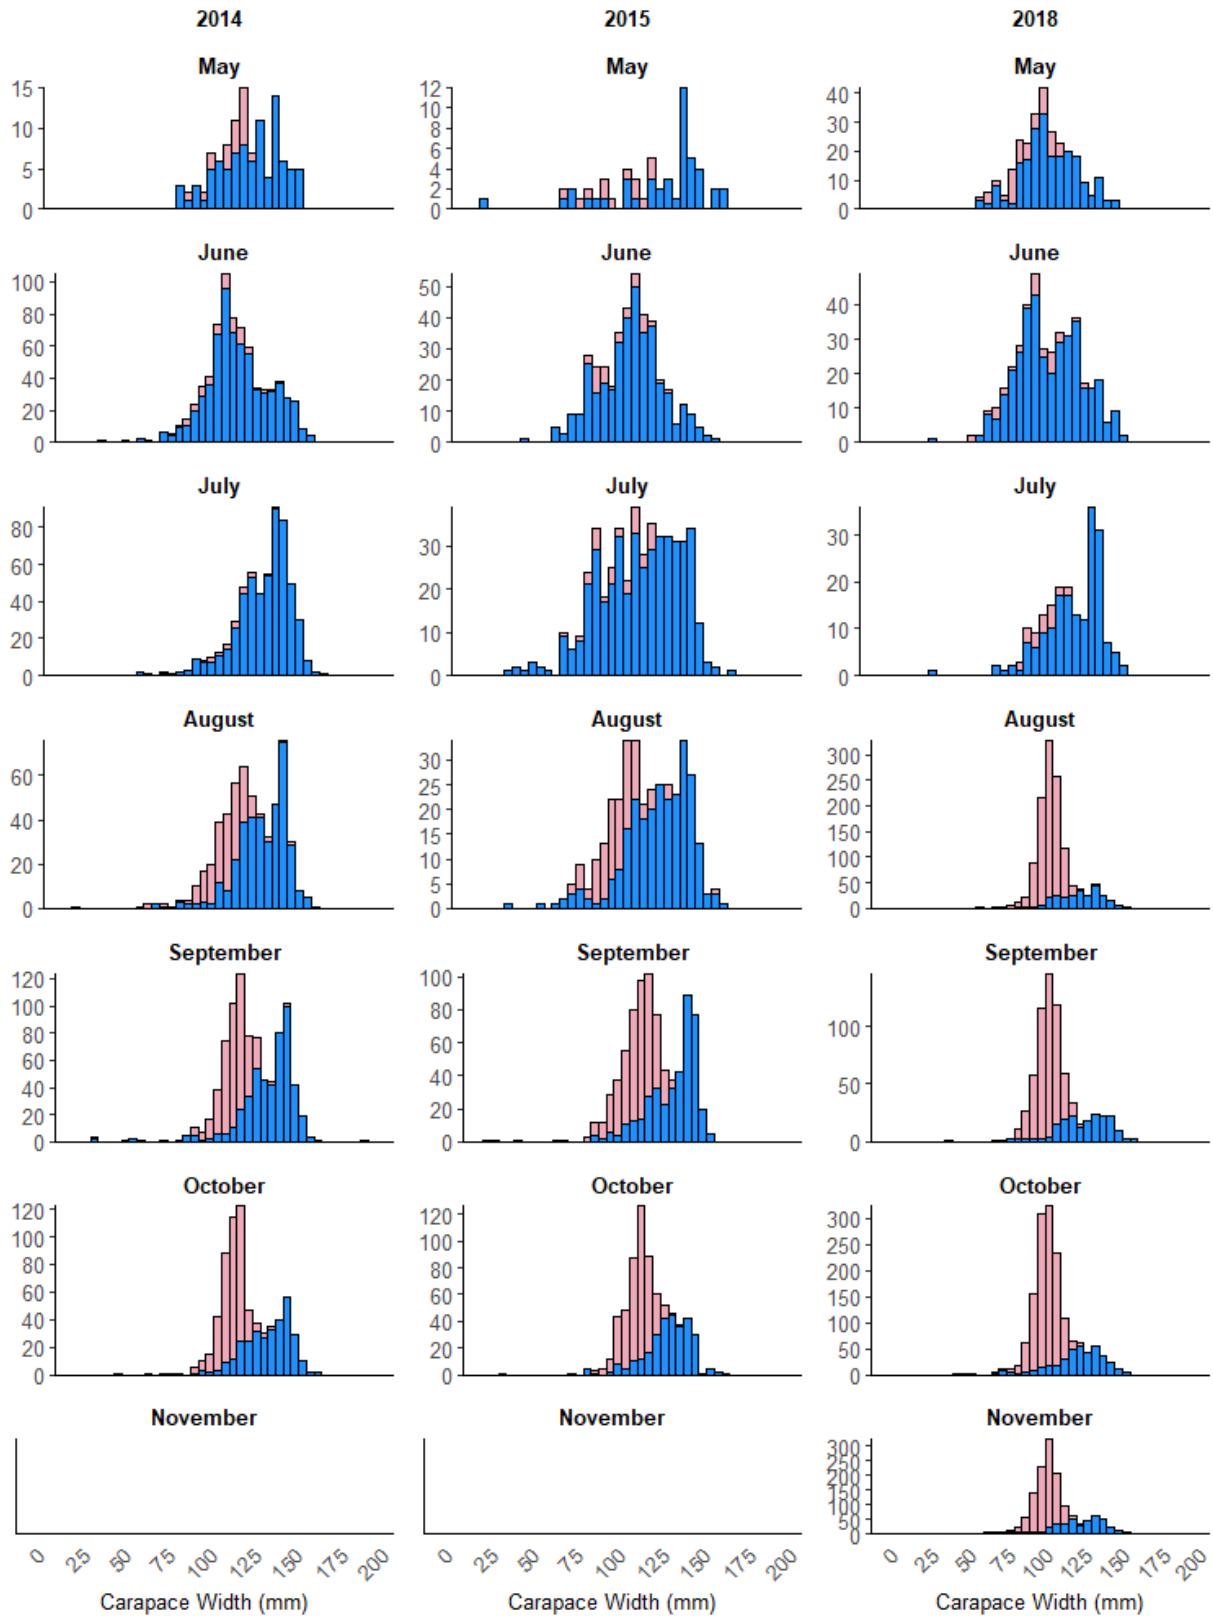 2014 2015 2018
May May May
15 12 40
10 10 30
8
6 20
5 4 10
2
0 0 0
June June June
100 50
80 40 40
60 30
40 20 20
20 10
0 0 0
July July July
80 30 30
60 20 20
40
20 10 10
0 0 0
August August August
60 30 300
25 250
40 20 200
15 150
20 10 100
5 50
0 0 0
September September September
120 100
100 80 100
80 60
60 40 50
40
20 20
0 0 0
October October October
120 120 300
100 100 250
80 80 200
60 60 150
40 40 100
20 20 50
0 0 0
November November November
300
250
200
150
100
50
0
0 25 50 75 100 125 150 175 200 0 25 50 75 100 125 150 175 200 0 25 50 75 100 125 150 175 200
Carapace Width (mm) Carapace Width (mm) Carapace Width (mm)